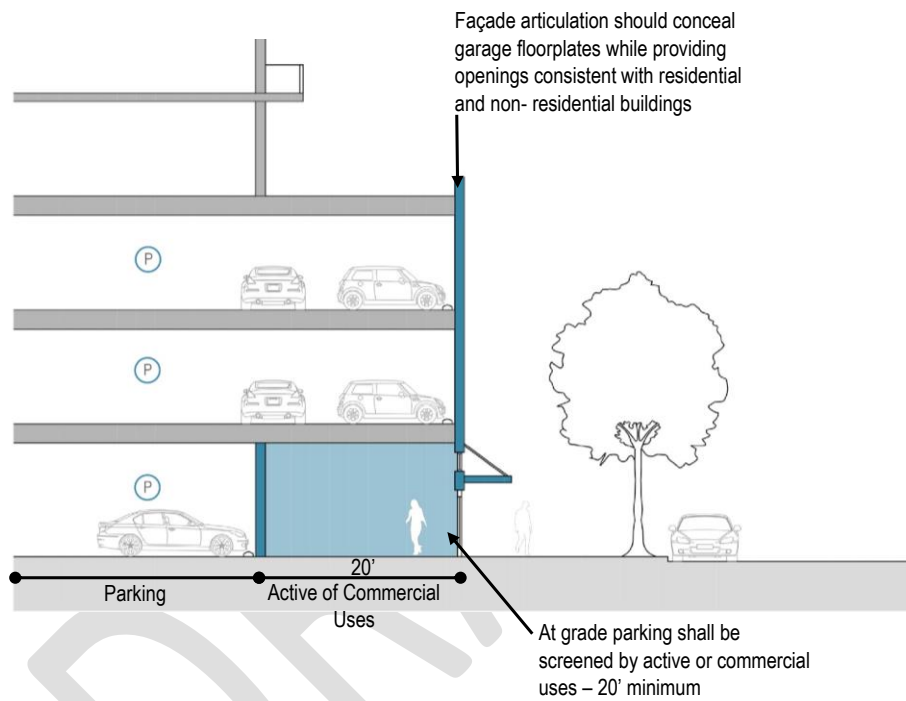 Façade articulation should conceal
garage floorplates while providing
openings consistent with residential
and non- residential buildings
P
P
P
20’
Parking
Active of Commercial
Uses
At grade parking shall be
screened by active or commercial
uses – 20’ minimum